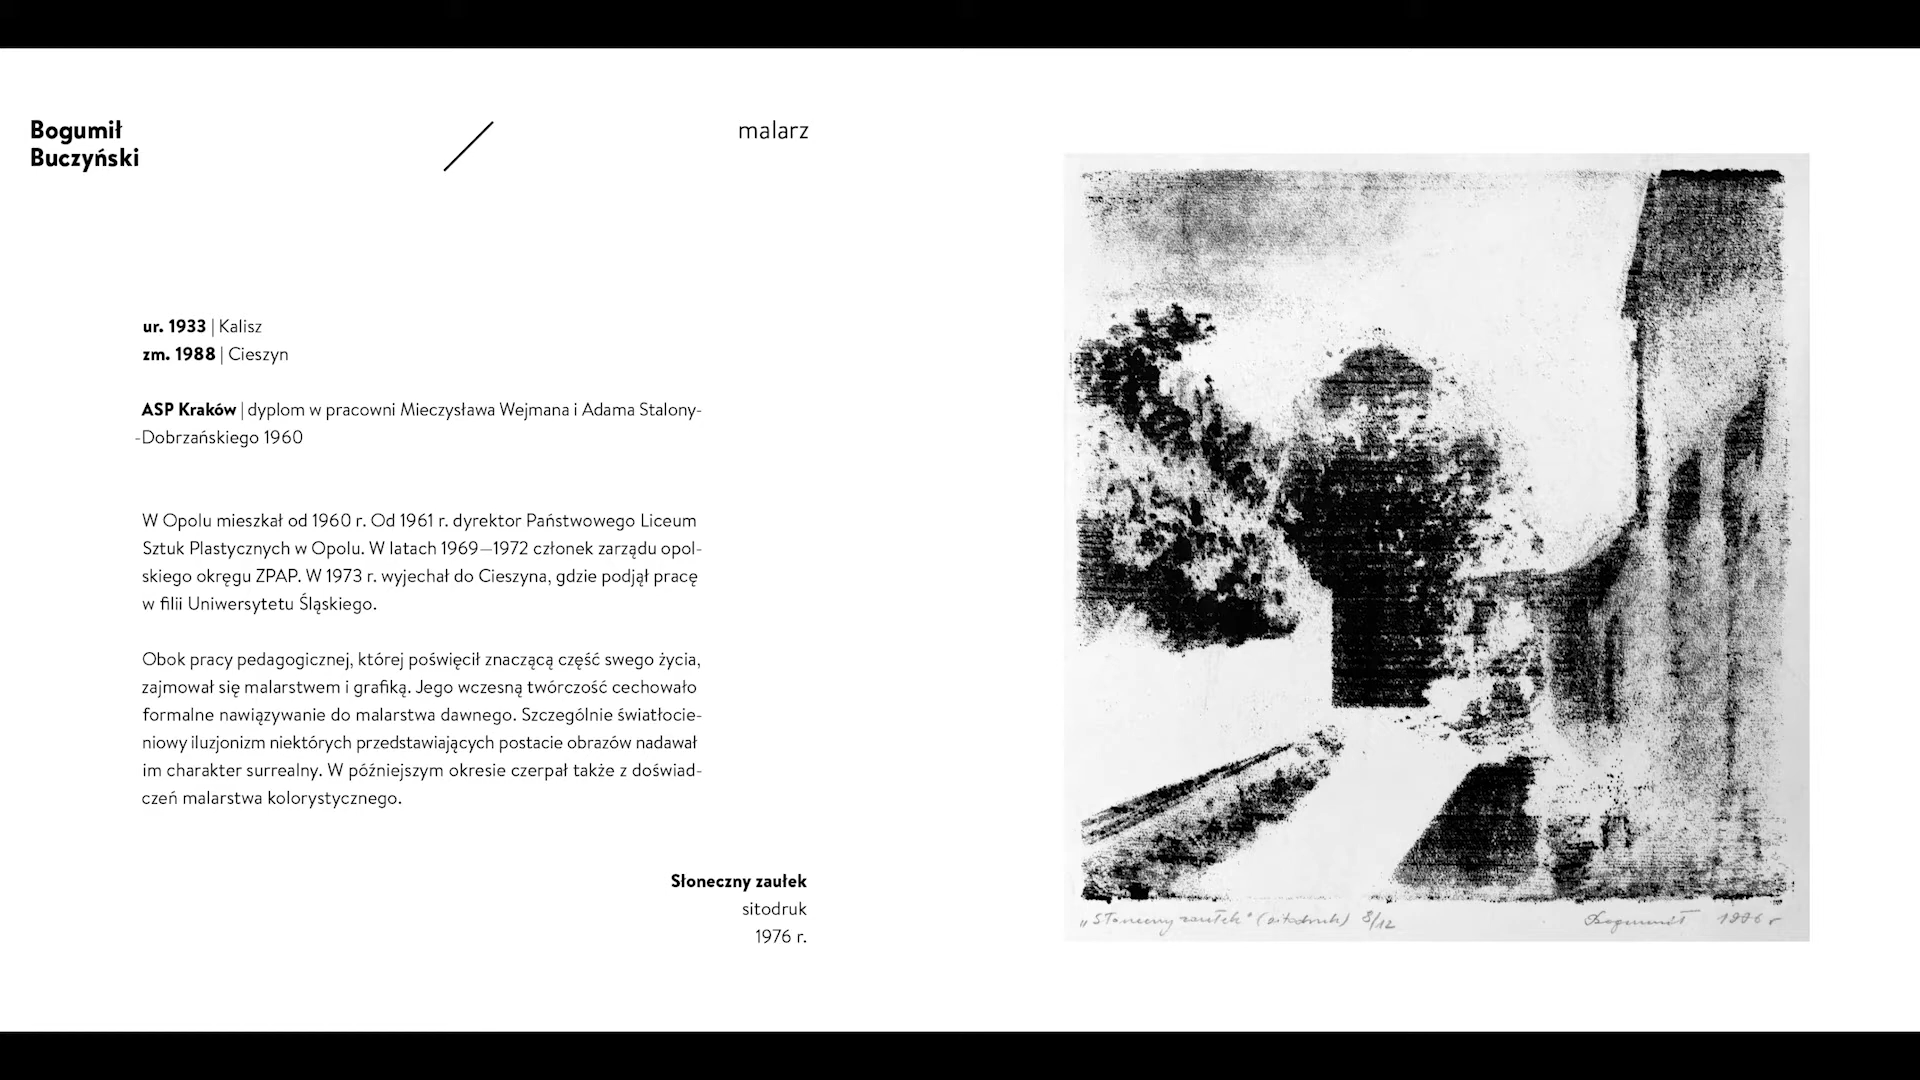 Bogumił
Buczyński
malarz
ur. 1933 | Kalisz
zm. 1988 | Cieszyn
ASP Kraków | dyplom w pracowni Mieczysława Wejmana i Adama Stalony-
-Dobrzańskiego 1960
W Opolu mieszkał od 1960 r. Od 1961 r. dyrektor Państwowego Liceum
Sztuk Plastycznych w Opolu. W latach 1969—1972 członek zarządu opol-
skiego okręgu ZPAP. W 1973 r. wyjechał do Cieszyna, gdzie podjął pracę
w filii Uniwersytetu Śląskiego.
Obok pracy pedagogicznej, której poświęcił znaczącą część swego życia,
zajmował się malarstwem i grafiką. Jego wczesną twórczość cechowało
formalne nawiązywanie do malarstwa dawnego. Szczególnie światłocie-
niowy iluzjonizm niektórych przedstawiających postacie obrazów nadawał
im charakter surrealny. W późniejszym okresie czerpał także z doświad-
czeń malarstwa kolorystycznego.
Słoneczny zaułek
sitodruk
1976 r.
„Słoneczny zaułek" (sitodruk) 8/12
Bogumił 1976 r